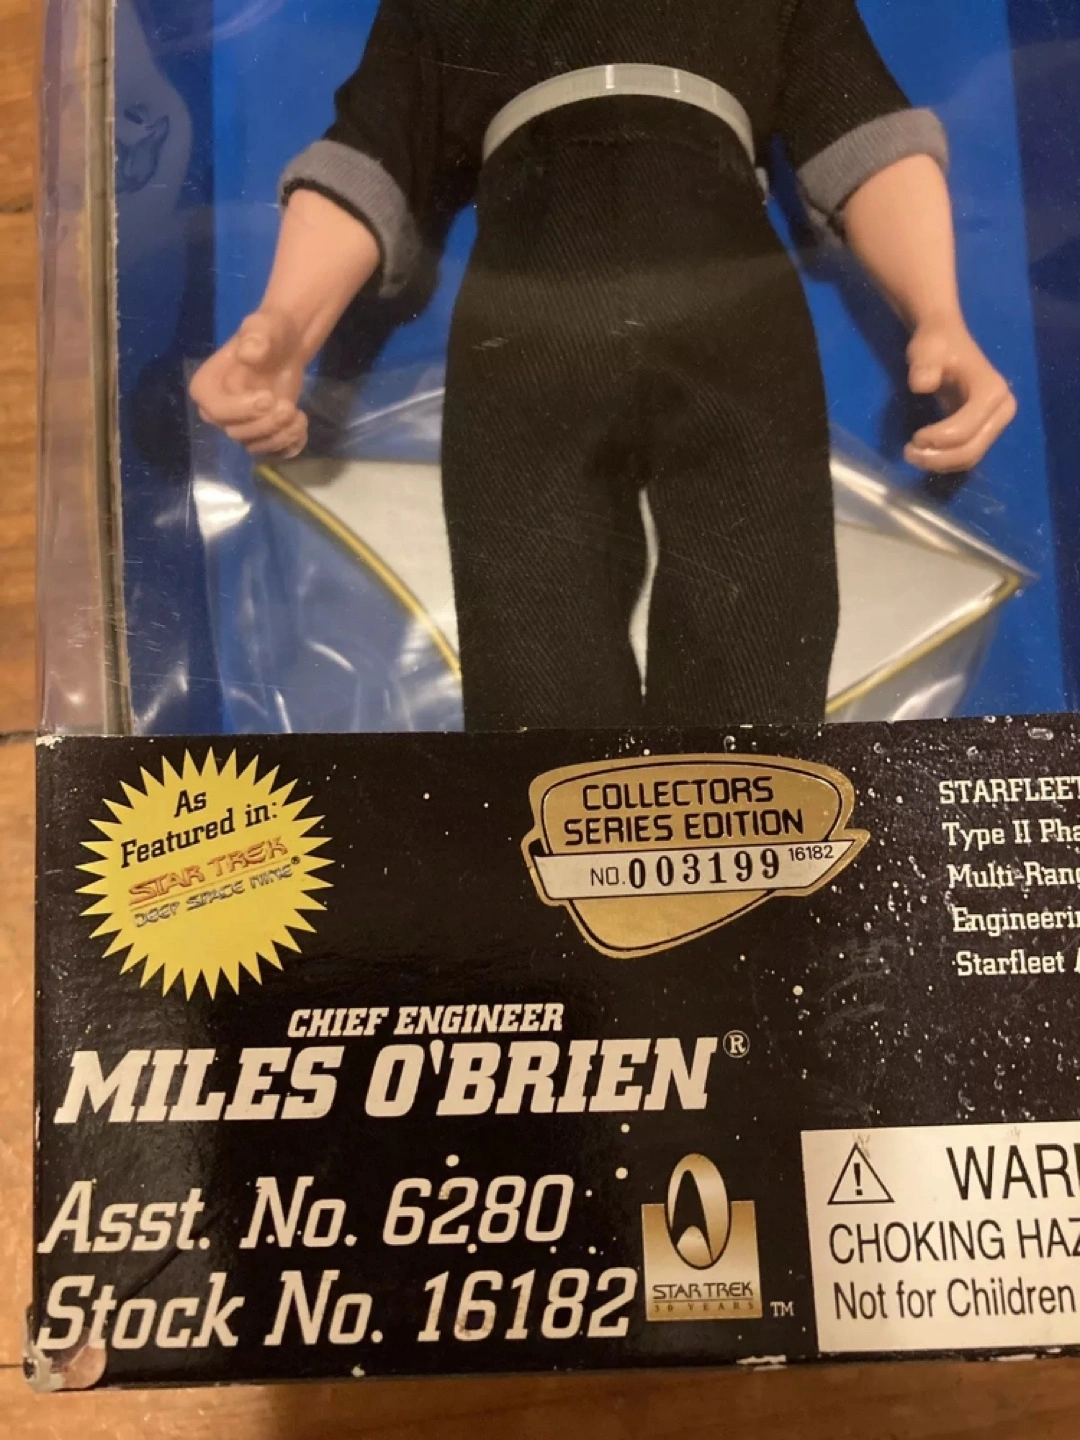 As
Featured in:
STAR TREK
DEEP SPACE NINE®
COLLECTORS
SERIES EDITION
NO. 003199 16182
STARFLEET
Type II Pha
Multi-Rang
Engineerin
Starfleet A
CHIEF ENGINEER
MILES O'BRIEN®
Asst. No. 6280
Stock No. 16182
STAR TREK
30 YEARS TM
WAR
CHOKING HAZ
Not for Children